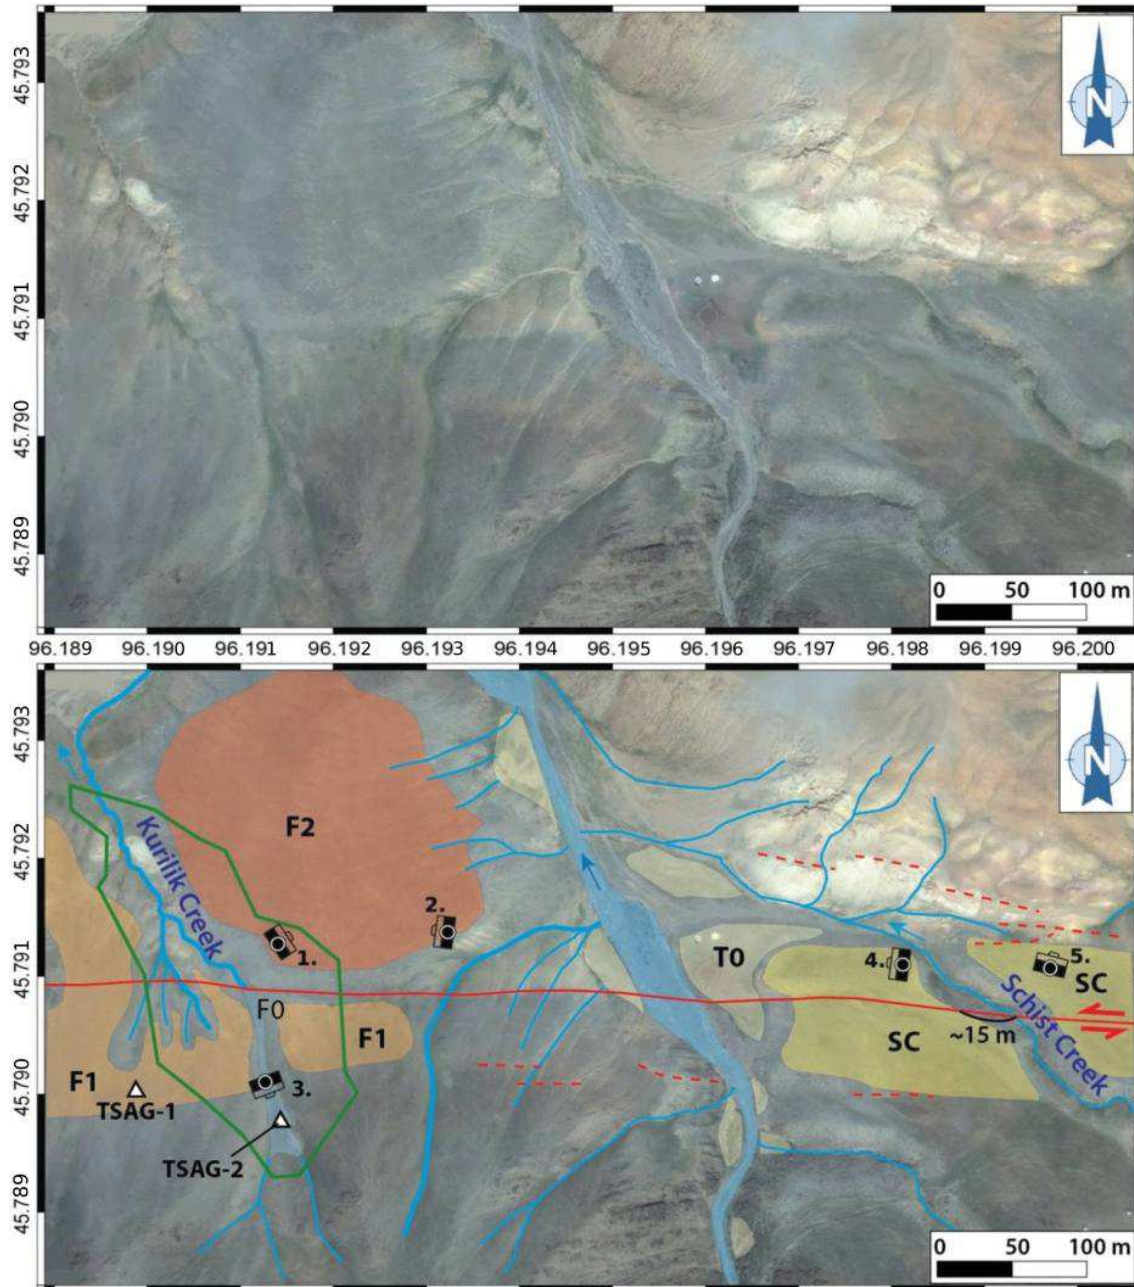 45.793
45.792
45.791
45.790
45.789
N
0 50 100 m
96.189 96.190 96.191 96.192 96.193 96.194 96.195 96.196 96.197 96.198 96.199 96.200
45.793
45.792
45.791
45.790
45.789
N
Kurilik Creek
F2
2.
1.
F0
F1
F1
TSAG-1
3.
TSAG-2
T0
4.
5.
SC
SC
~15 m
Schist Creek
0 50 100 m